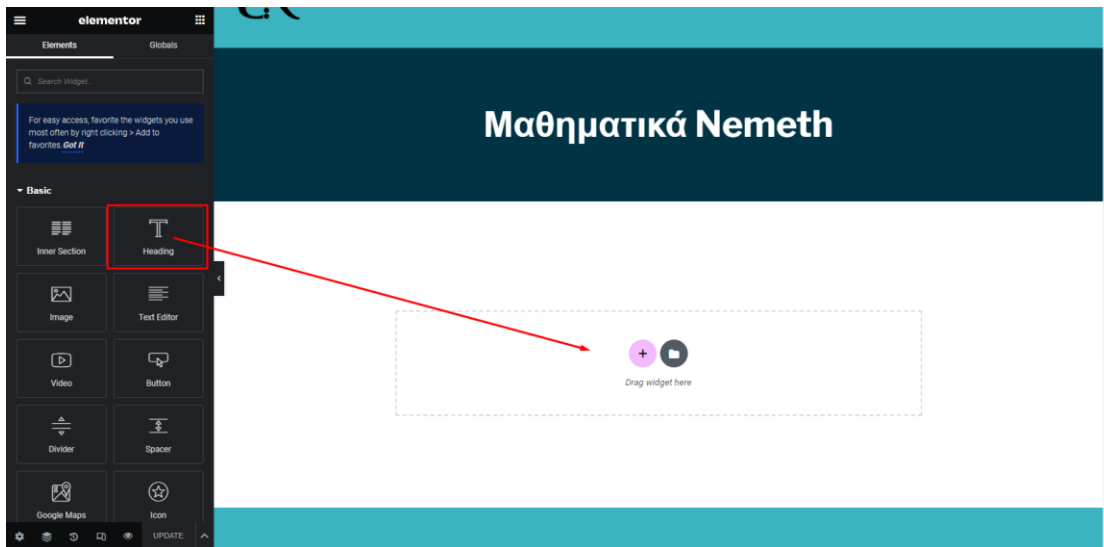 elementor
Elements Globals
Search Widget...
For easy access, favorite the widgets you use
most often by right clicking > Add to
favorites. Got It
Basic
Inner Section Heading
Image Text Editor
Video Button
Divider Spacer
Google Maps Icon
UPDATE
Μαθηματικά Nemeth
Drag widget here